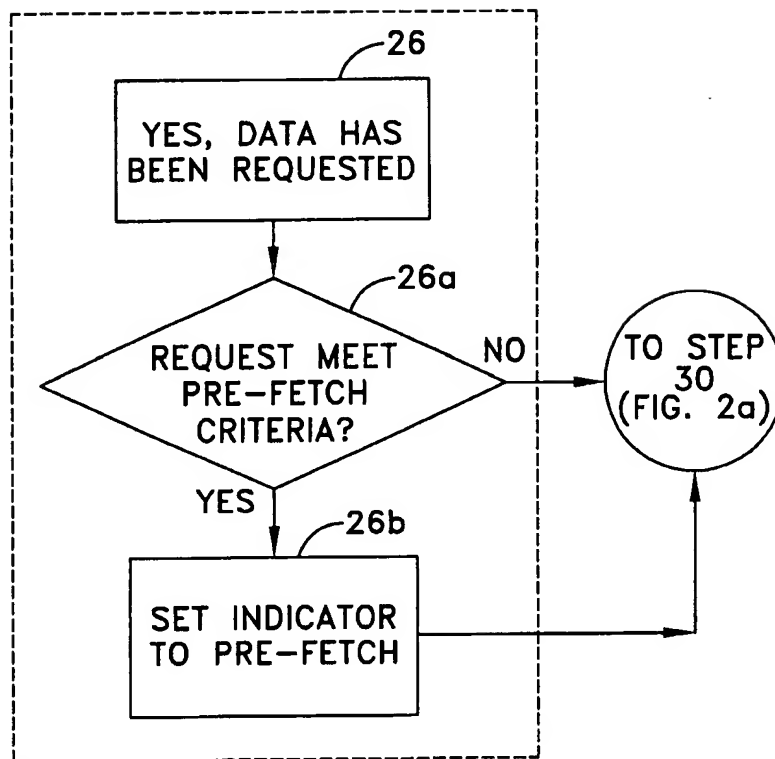 26
YES, DATA HAS
BEEN REQUESTED
26a
REQUEST MEET
PRE-FETCH
CRITERIA?
NO
TO STEP
30
(FIG. 2a)
YES
26b
SET INDICATOR
TO PRE-FETCH